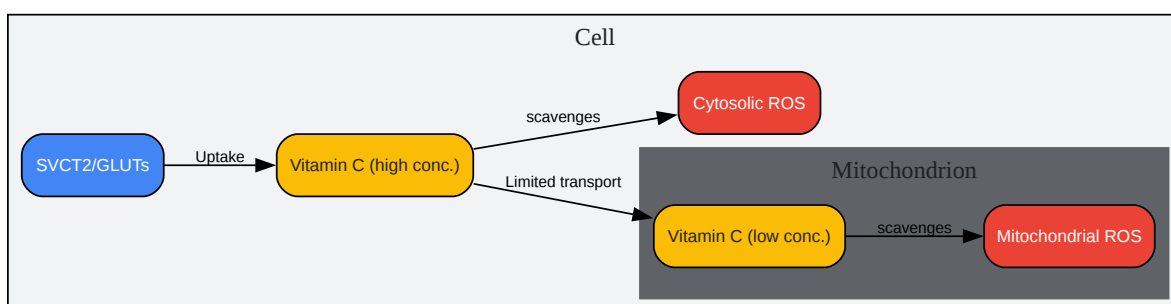 Cell
Cytosolic ROS
scavenges
SVCT2/GLUTs
Uptake
Vitamin C (high conc.)
Limited transport
Mitochondrion
Vitamin C (low conc.)
scavenges
Mitochondrial ROS